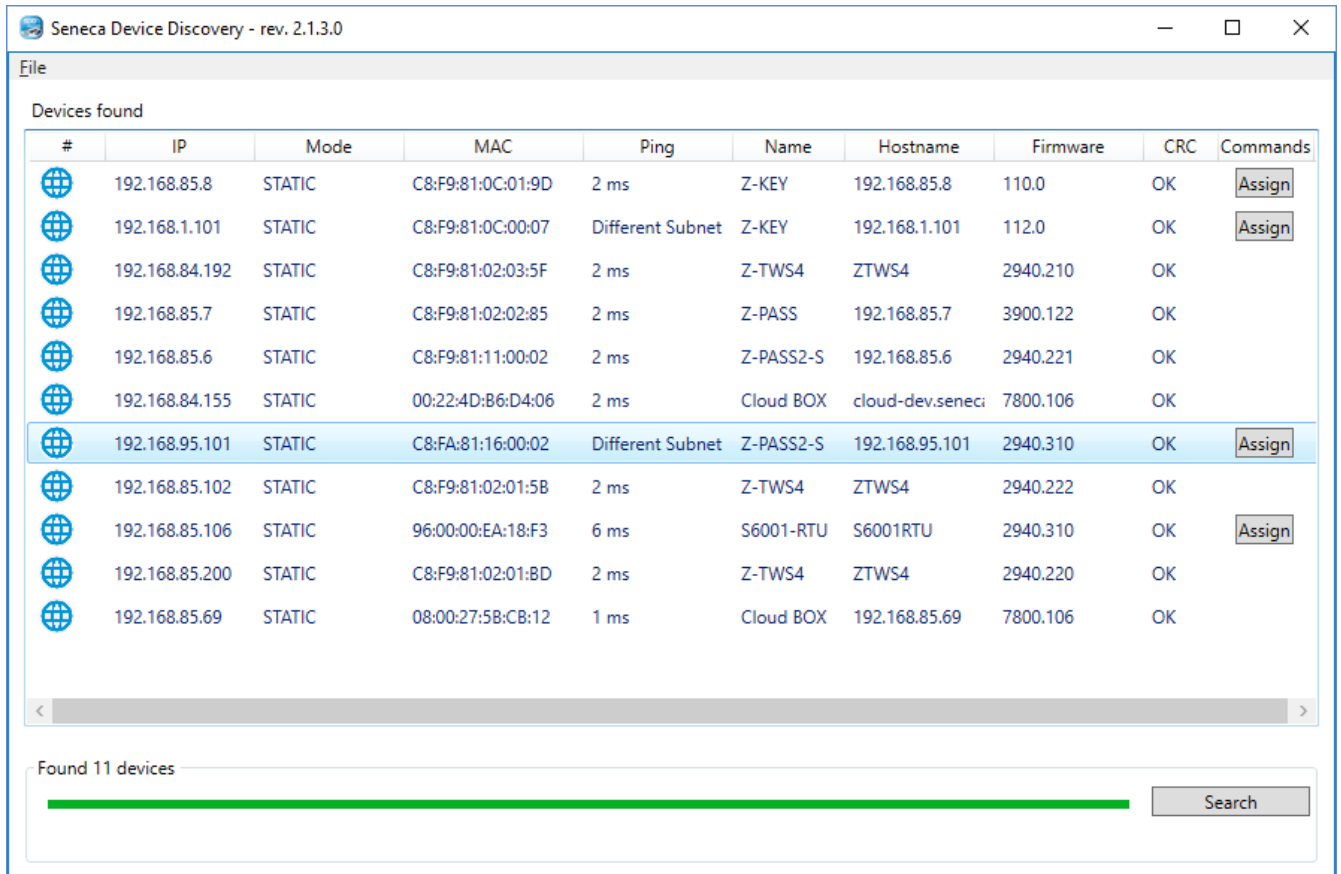 Seneca Device Discovery - rev. 2.1.3.0
File
Devices found
# IP Mode MAC Ping Name Hostname Firmware CRC Commands
192.168.85.8 STATIC C8:F9:81:0C:01:9D 2 ms Z-KEY 192.168.85.8 110.0 OK Assign
192.168.1.101 STATIC C8:F9:81:0C:00:07 Different Subnet Z-KEY 192.168.1.101 112.0 OK Assign
192.168.84.192 STATIC C8:F9:81:02:03:5F 2 ms Z-TWS4 ZTWS4 2940.210 OK
192.168.85.7 STATIC C8:F9:81:02:02:85 2 ms Z-PASS 192.168.85.7 3900.122 OK
192.168.85.6 STATIC C8:F9:81:11:00:02 2 ms Z-PASS2-S 192.168.85.6 2940.221 OK
192.168.84.155 STATIC 00:22:4D:B6:D4:06 2 ms Cloud BOX cloud-dev.seneca 7800.106 OK
192.168.95.101 STATIC C8:FA:81:16:00:02 Different Subnet Z-PASS2-S 192.168.95.101 2940.310 OK Assign
192.168.85.102 STATIC C8:F9:81:02:01:5B 2 ms Z-TWS4 ZTWS4 2940.222 OK
192.168.85.106 STATIC 96:00:00:EA:18:F3 6 ms S6001-RTU S6001RTU 2940.310 OK Assign
192.168.85.200 STATIC C8:F9:81:02:01:BD 2 ms Z-TWS4 ZTWS4 2940.220 OK
192.168.85.69 STATIC 08:00:27:5B:CB:12 1 ms Cloud BOX 192.168.85.69 7800.106 OK
Found 11 devices
Search